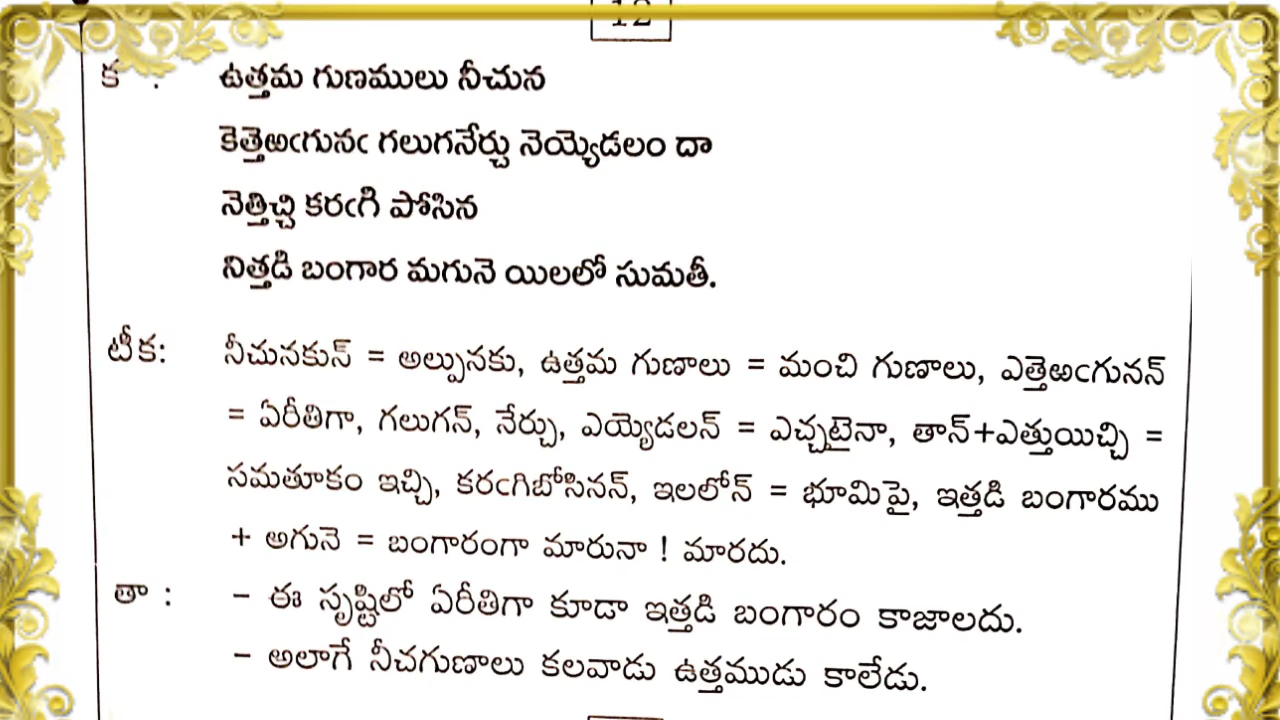 12
క :    ఉత్తమ గుణములు నీచున
కెత్తెఱఁగునఁ గలుగనేర్చు నెయ్యెడలం దా
నెత్తిచ్చి కరఁగి పోసిన
నిత్తడి బంగార మగునె యిలలో సుమతీ.
టీక:    నీచునకున్ = అల్పునకు, ఉత్తమ గుణాలు = మంచి గుణాలు, ఎత్తెఱఁగునన్
= ఏరీతిగా, గలుగన్, నేర్చు, ఎయ్యెడలన్ = ఎచ్చటైనా, తాన్+ఎత్తుయిచ్చి =
సమతూకం ఇచ్చి, కరఁగిబోసినన్, ఇలలోన్ = భూమిపై, ఇత్తడి బంగారము
+ అగునె = బంగారంగా మారునా ! మారదు.
తా :    – ఈ సృష్టిలో ఏరీతిగా కూడా ఇత్తడి బంగారం కాజాలదు.
– అలాగే నీచగుణాలు కలవాడు ఉత్తముడు కాలేడు.